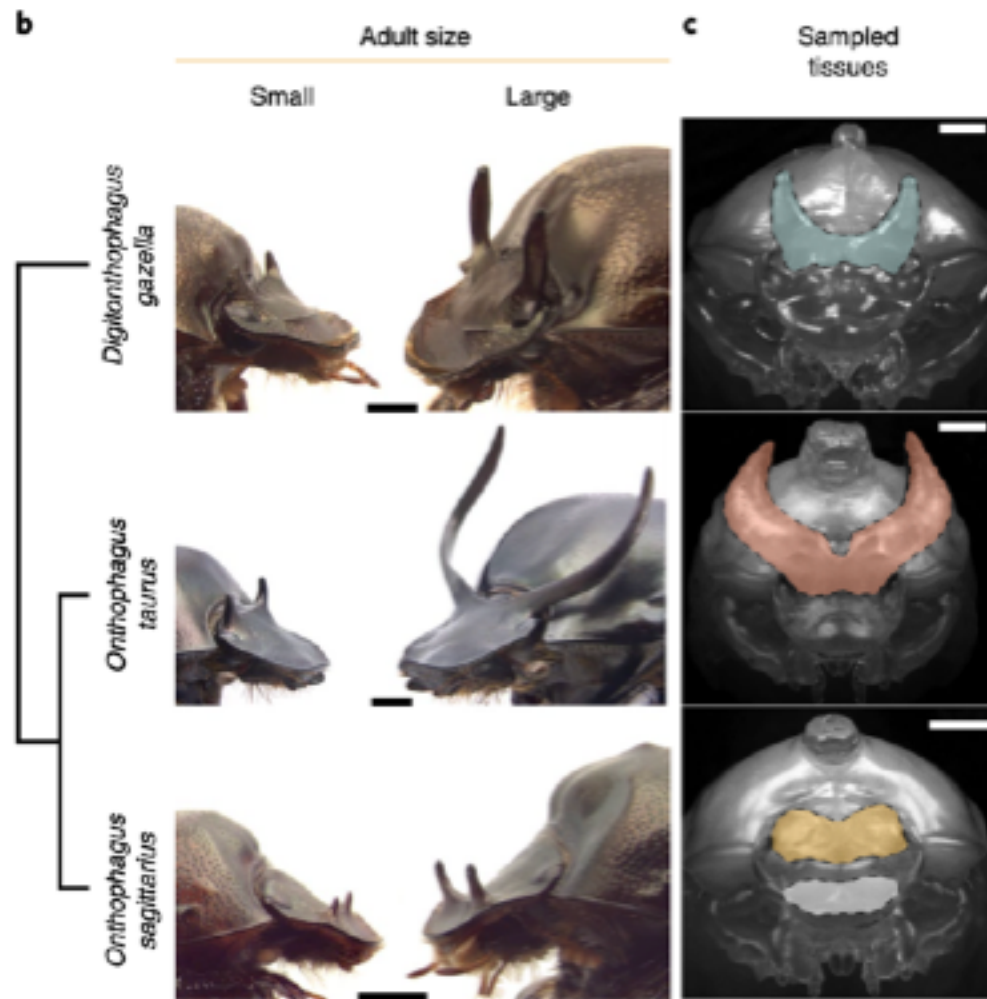 b
Adult size
Small
Large
c
Sampled
tissues
Digitonthophagus
gazella
Onthophagus
taurus
Onthophagus
sagittarius